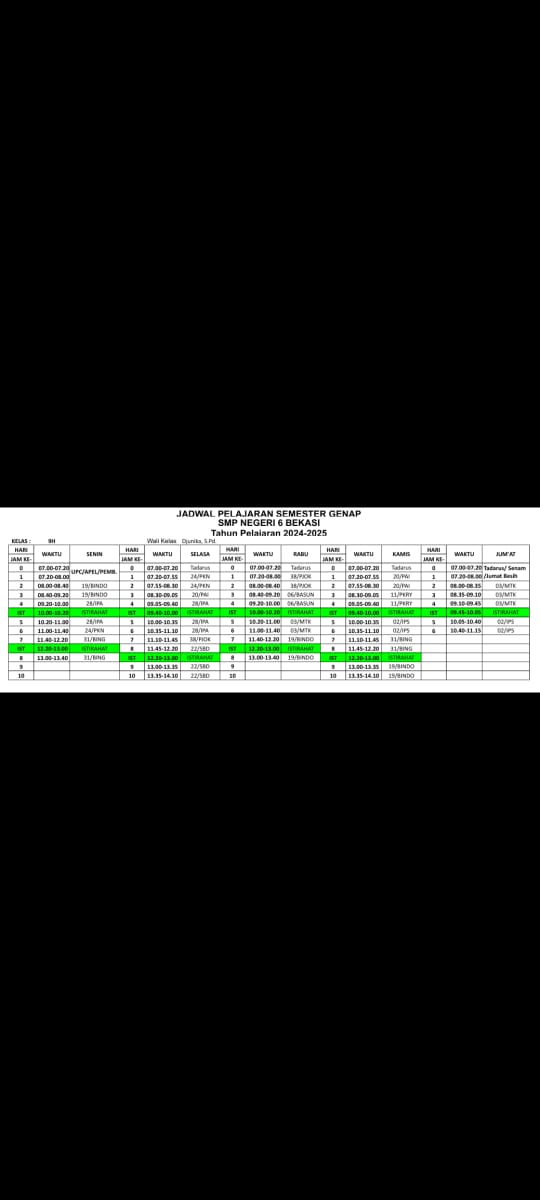 JADWAL PELAJARAN SEMESTER GENAP
SMP NEGERI 6 BEKASI
Tahun Pelajaran 2024-2025
KELAS : 9H Wali Kelas Djunika, S.Pd.
HARI HARI HARI HARI HARI
WAKTU SENIN WAKTU SELASA WAKTU RABU WAKTU KAMIS WAKTU JUM'AT
JAM KE- JAM KE- JAM KE- JAM KE- JAM KE-
0 07.00-07.20 UPC/APEL/PEMB. 0 07.00-07.20 Tadarus 0 07.00-07.20 Tadarus 0 07.00-07.20 Tadarus 0 07.00-07.20 Tadarus/ Senam
1 07.20-08.00 1 07.20-07.55 24/PKN 1 07.20-08.00 38/PJOK 1 07.20-07.55 20/PAI 1 07.20-08.00 /Jumat Besih
2 08.00-08.40 19/BINDO 2 07.55-08.30 24/PKN 2 08.00-08.40 38/PJOK 2 07.55-08.30 20/PAI 2 08.00-08.35 03/MTK
3 08.40-09.20 19/BINDO 3 08.30-09.05 20/PAI 3 08.40-09.20 06/BASUN 3 08.30-09.05 11/PKRY 3 08.35-09.10 03/MTK
4 09.20-10.00 28/IPA 4 09.05-09.40 28/IPA 4 09.20-10.00 06/BASUN 4 09.05-09.40 11/PKRY 4 09.10-09.45 03/MTK
IST 10.00-10.20 ISTIRAHAT IST 09.40-10.00 ISTIRAHAT IST 10.00-10.20 ISTIRAHAT IST 09.40-10.00 ISTIRAHAT IST 09.45-10.05 ISTIRAHAT
5 10.20-11.00 28/IPA 5 10.00-10.35 28/IPA 5 10.20-11.00 03/MTK 5 10.00-10.35 02/IPS 5 10.05-10.40 02/IPS
6 11.00-11.40 24/PKN 6 10.35-11.10 28/IPA 6 11.00-11.40 03/MTK 6 10.35-11.10 02/IPS 6 10.40-11.15 02/IPS
7 11.40-12.20 31/BING 7 11.10-11.45 38/PJOK 7 11.40-12.20 19/BINDO 7 11.10-11.45 31/BING
IST 12.20-13.00 ISTIRAHAT 8 11.45-12.20 22/SBD IST 12.20-13.00 ISTIRAHAT 8 11.45-12.20 31/BING
8 13.00-13.40 31/BING IST 12.20-13.00 ISTIRAHAT 8 13.00-13.40 19/BINDO IST 12.20-13.00 ISTIRAHAT
9 9 13.00-13.35 22/SBD 9 9 13.00-13.35 19/BINDO
10 10 13.35-14.10 22/SBD 10 10 13.35-14.10 19/BINDO